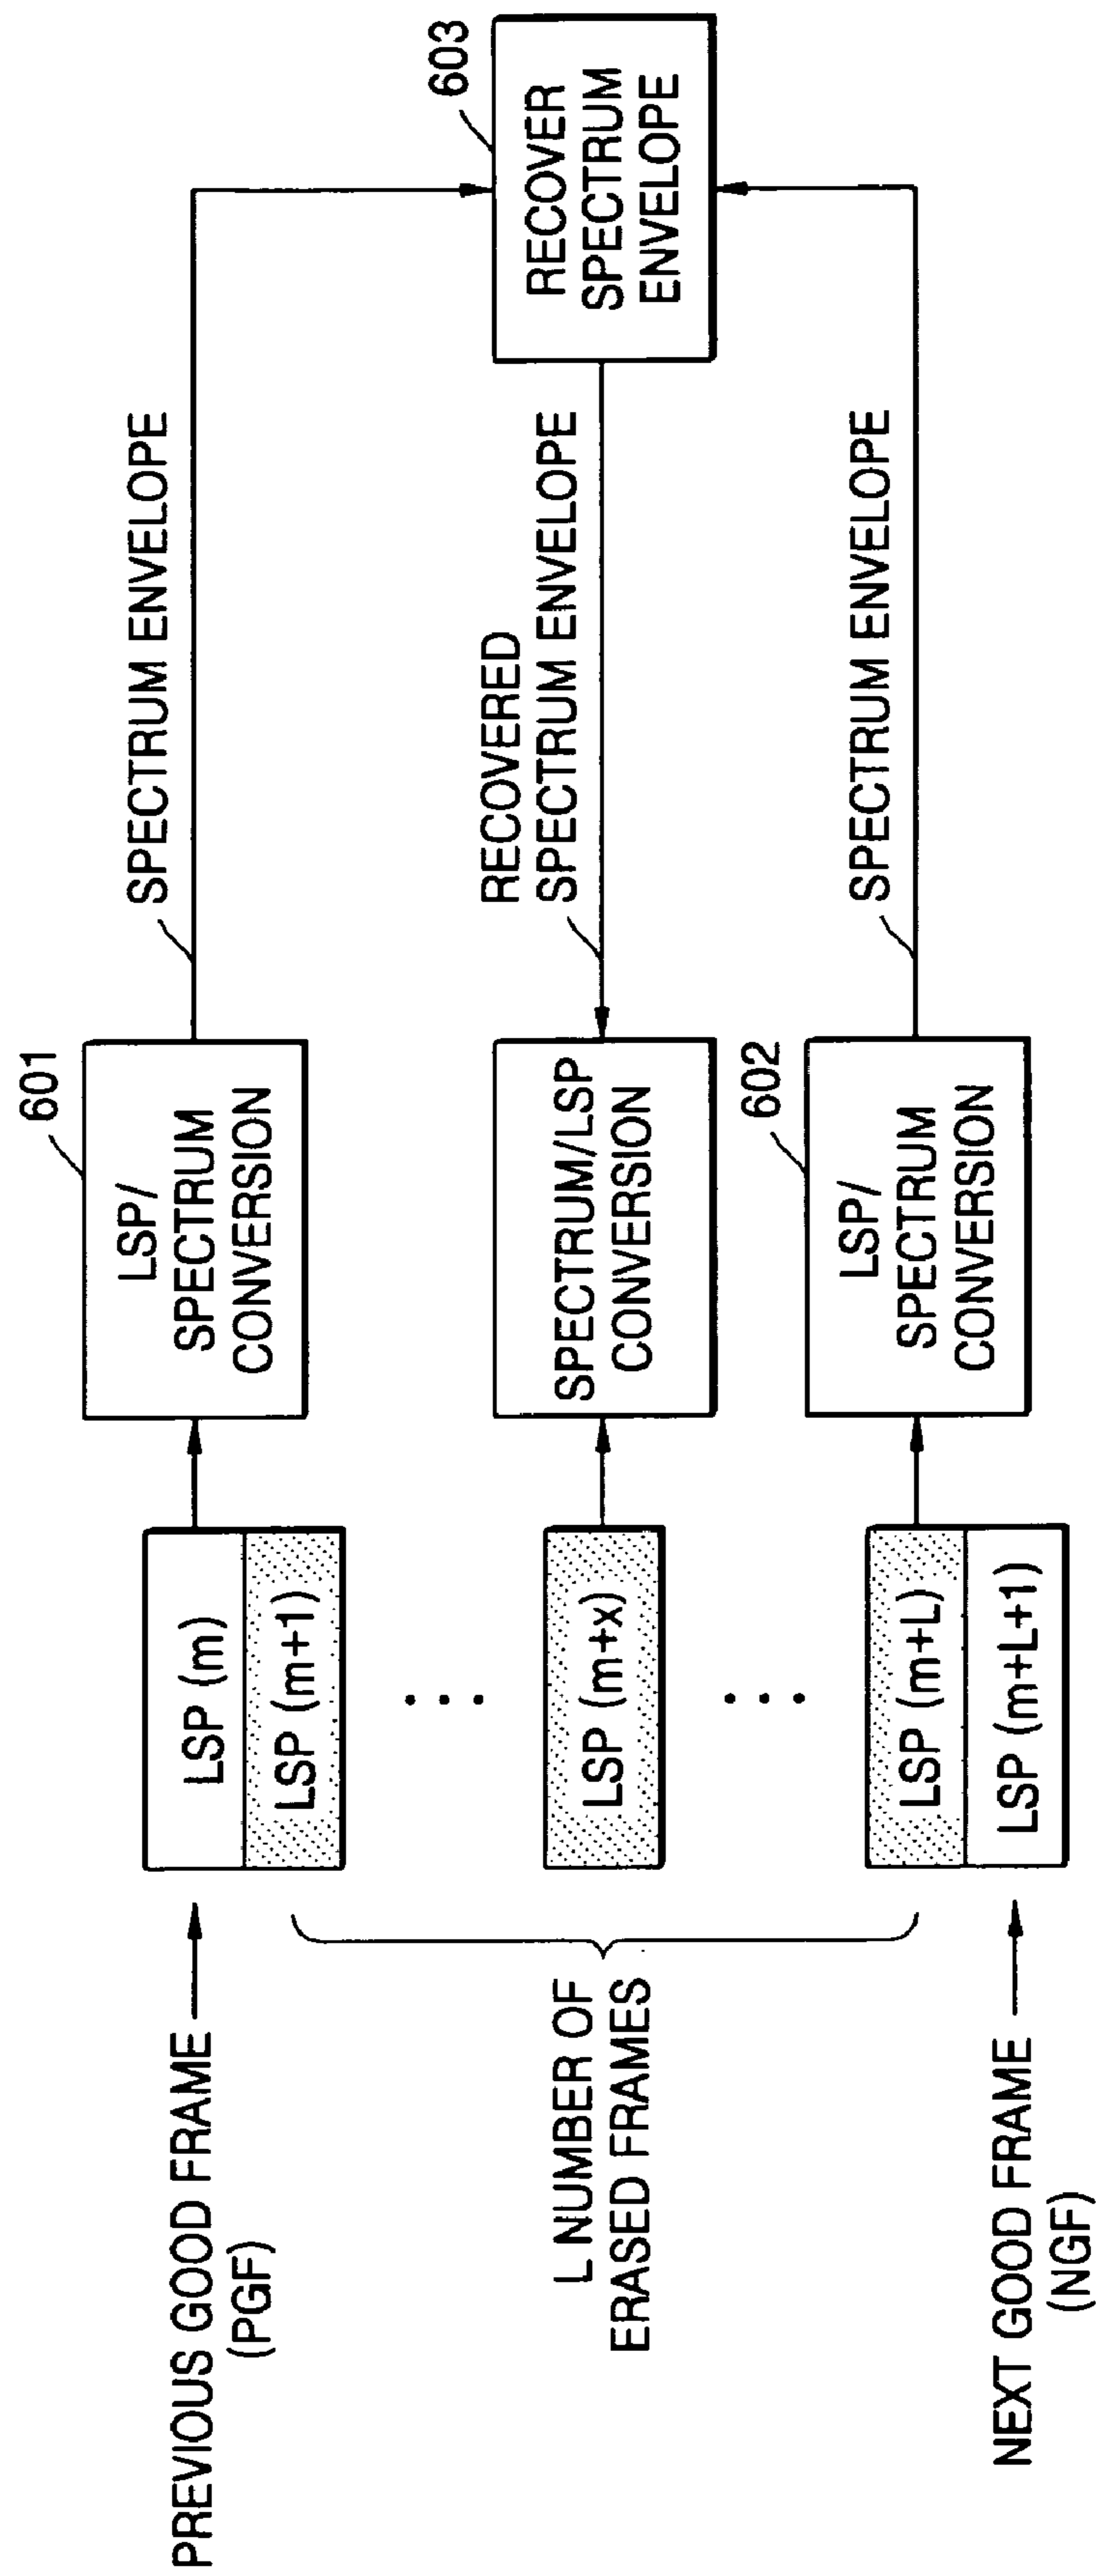 PREVIOUS GOOD FRAME
(PGF)
LSP (m)
LSP (m+1)
601
LSP/
SPECTRUM
CONVERSION
SPECTRUM ENVELOPE
L NUMBER OF
ERASED FRAMES
LSP (m+x)
SPECTRUM/LSP
CONVERSION
RECOVERED
SPECTRUM ENVELOPE
603
RECOVER
SPECTRUM
ENVELOPE
NEXT GOOD FRAME
(NGF)
LSP (m+L)
LSP (m+L+1)
602
LSP/
SPECTRUM
CONVERSION
SPECTRUM ENVELOPE